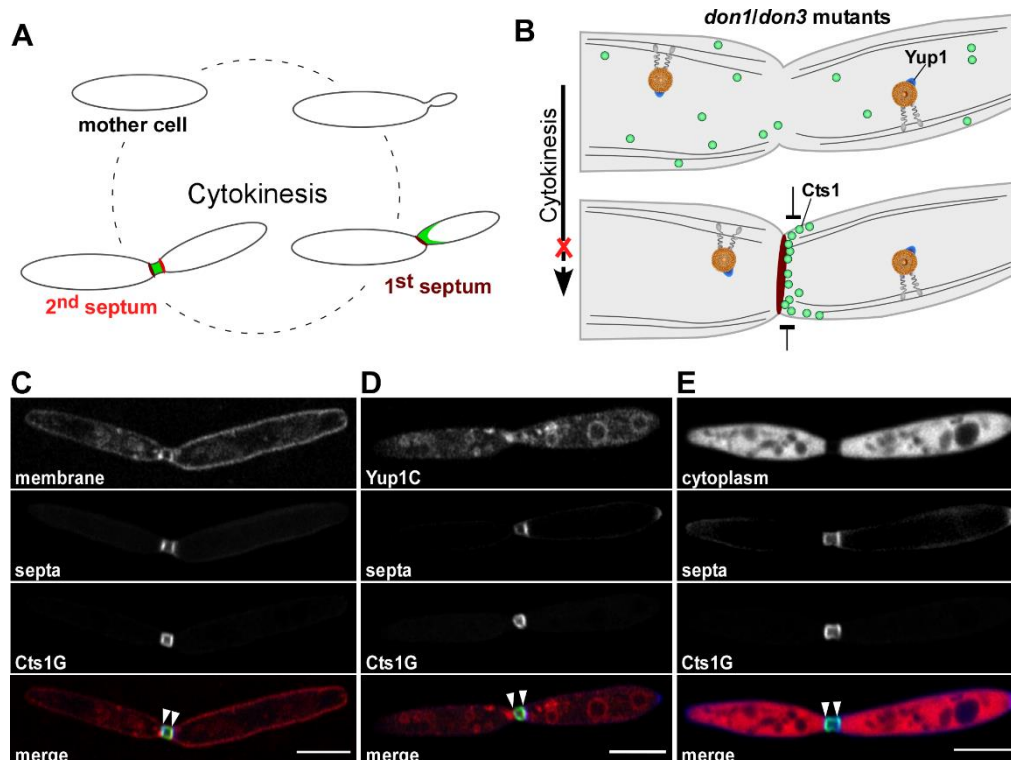 A
mother cell
Cytokinesis
2nd septum
1st septum
B
don1/don3 mutants
Yup1
Cytokinesis
Cts1
C
membrane
septa
Cts1G
merge
D
Yup1C
septa
Cts1G
merge
E
cytoplasm
septa
Cts1G
merge